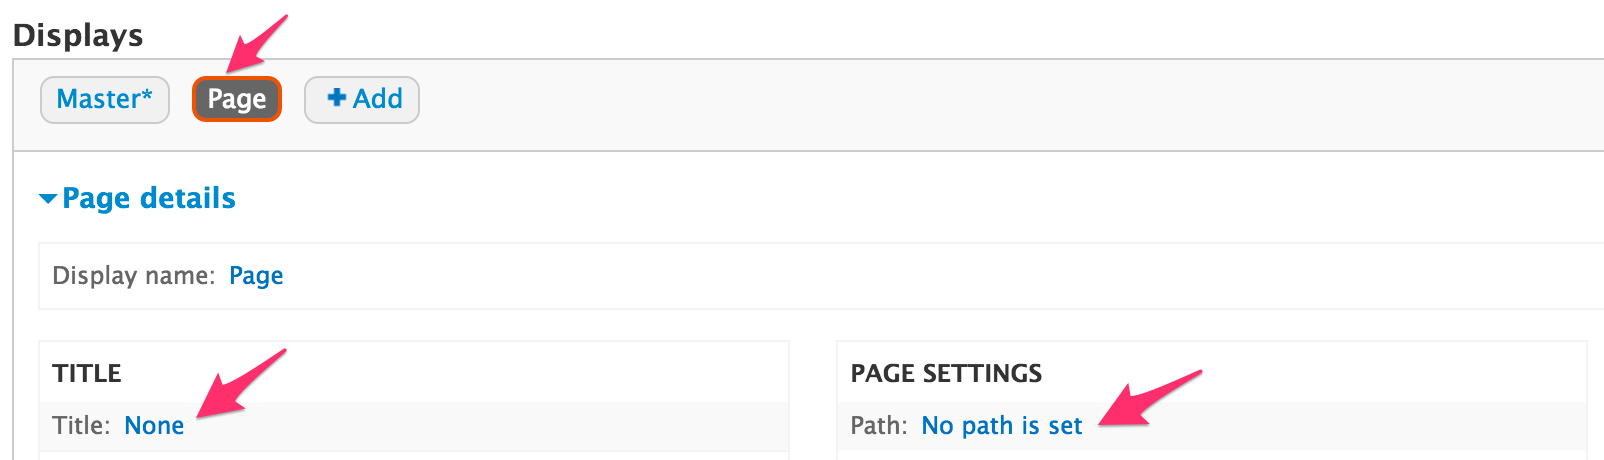 Displays
Master* Page + Add
Page details
Display name: Page
TITLE
Title: None
PAGE SETTINGS
Path: No path is set